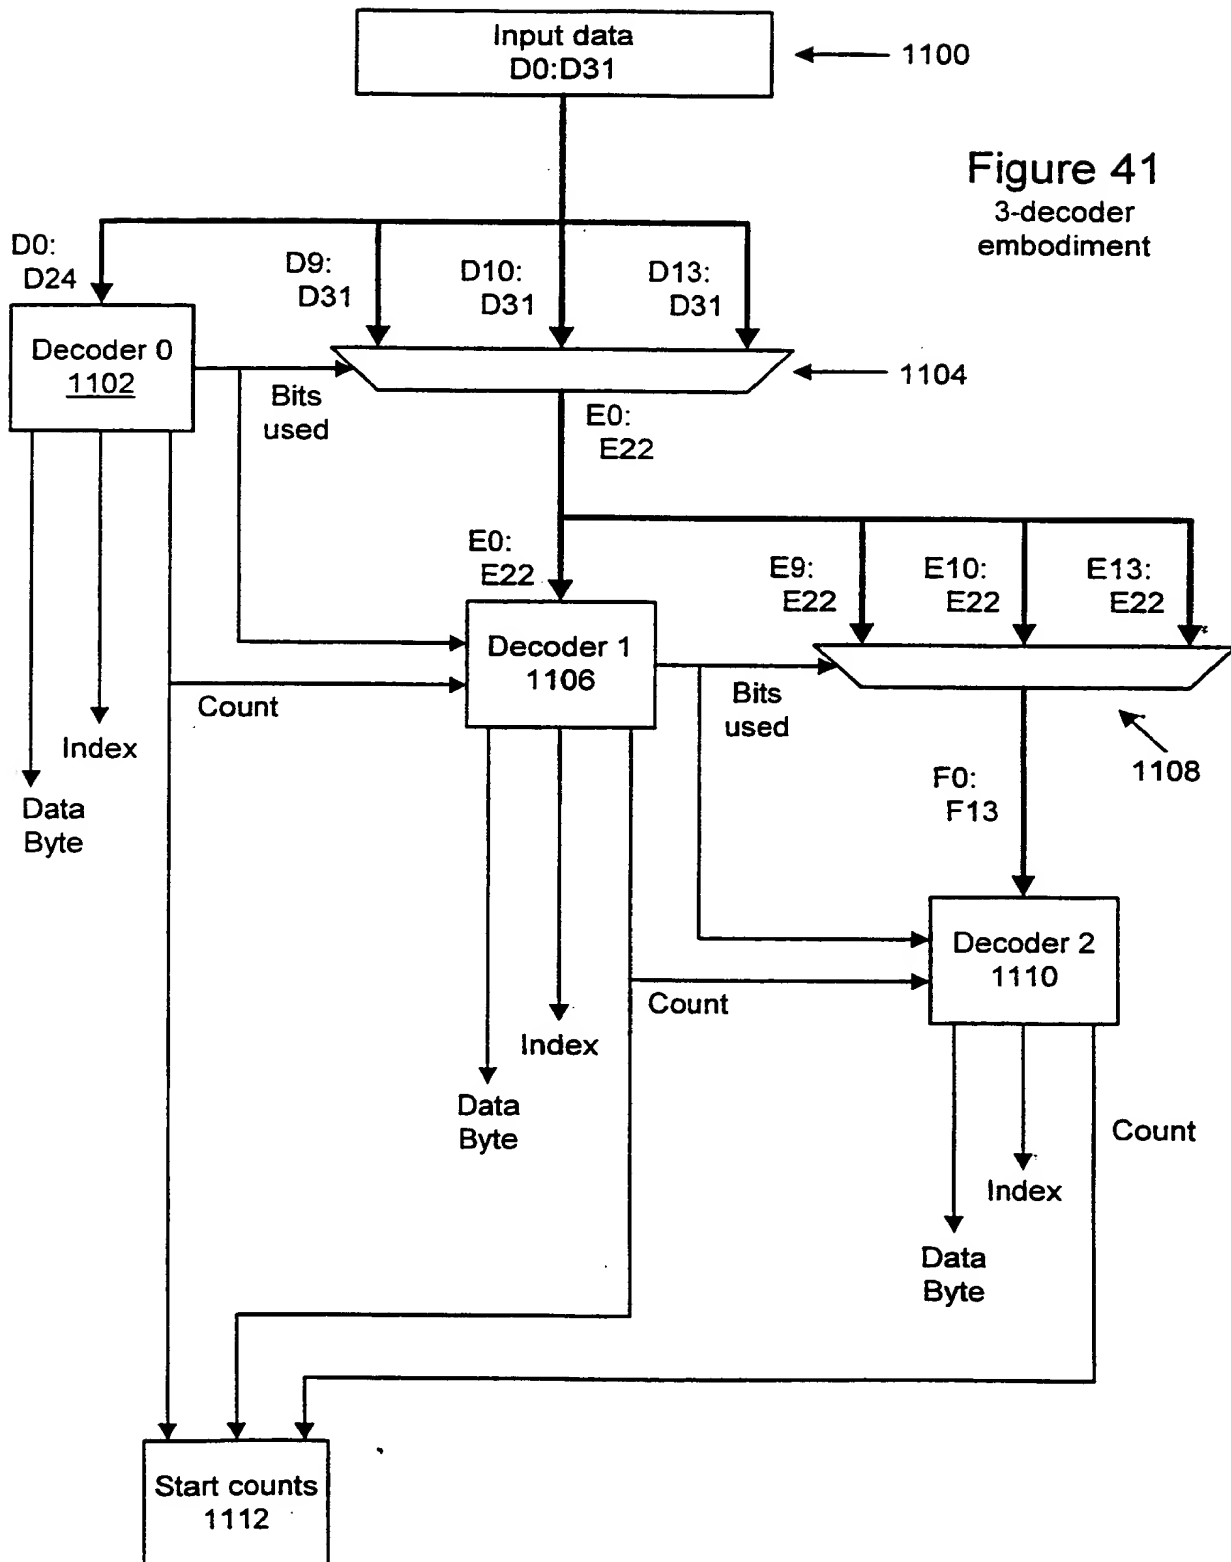 Input data
D0:D31
1100
Figure 41
3-decoder
embodiment
D0:
D24
D9:
D31
D10:
D31
D13:
D31
Decoder 0
1102
Bits
used
1104
E0:
E22
E0:
E22
E9:
E22
E10:
E22
E13:
E22
Decoder 1
1106
Count
Bits
used
Index
Data
Byte
1108
F0:
F13
Decoder 2
1110
Count
Index
Data
Byte
Count
Index
Data
Byte
Start counts
1112